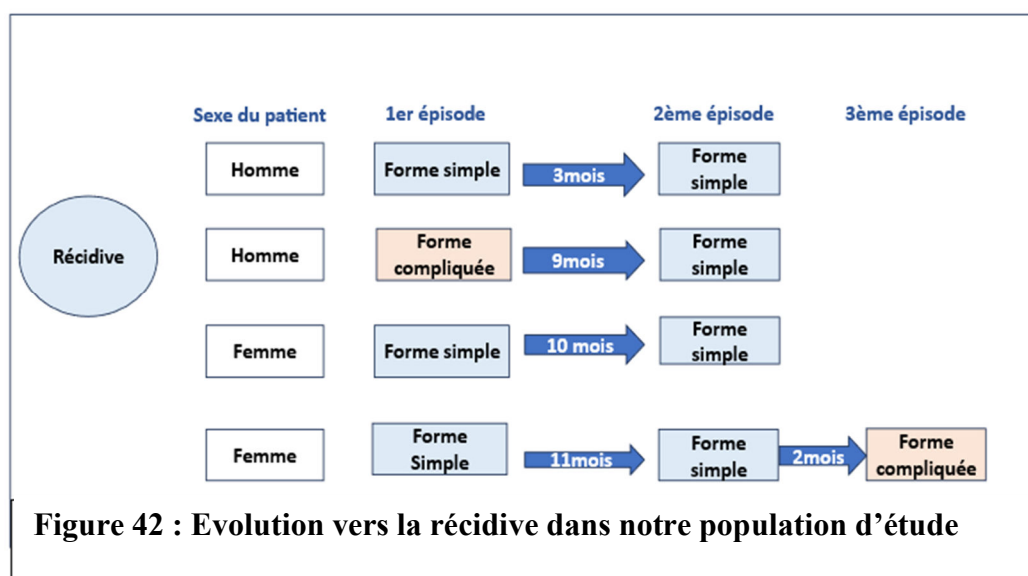 Sexe du patient 1er épisode 2ème épisode 3ème épisode
Récidive
Homme
Forme simple
3mois
Forme
simple
Homme
Forme
compliquée
9mois
Forme
simple
Femme
Forme simple
10 mois
Forme
simple
Femme
Forme
Simple
11mois
Forme
simple
2mois
Forme
compliquée
Figure 42 : Evolution vers la récidive dans notre population d’étude